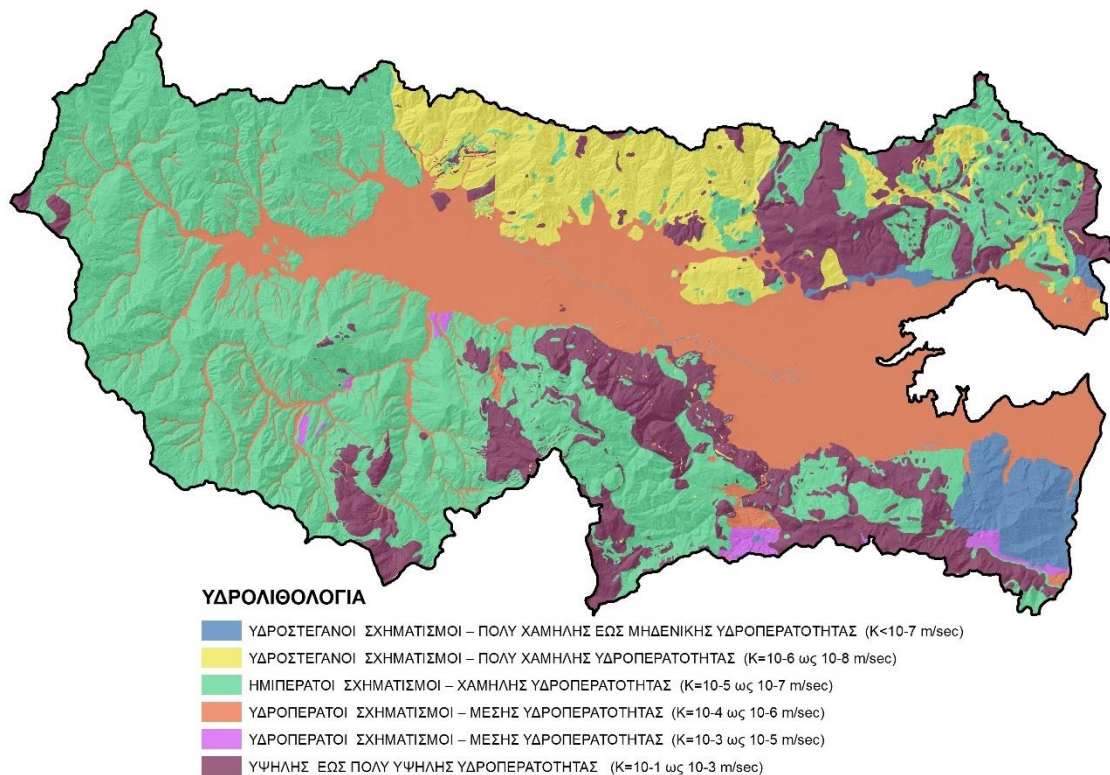 ΥΔΡΟΛΙΘΟΛΟΓΙΑ
ΥΔΡΟΣΤΕΓΑΝΟΙ ΣΧΗΜΑΤΙΣΜΟΙ – ΠΟΛΥ ΧΑΜΗΛΗΣ ΕΩΣ ΜΗΔΕΝΙΚΗΣ ΥΔΡΟΠΕΡΑΤΟΤΗΤΑΣ (K<10-7 m/sec)
ΥΔΡΟΣΤΕΓΑΝΟΙ ΣΧΗΜΑΤΙΣΜΟΙ – ΠΟΛΥ ΧΑΜΗΛΗΣ ΥΔΡΟΠΕΡΑΤΟΤΗΤΑΣ (K=10-6 ως 10-8 m/sec)
ΗΜΙΠΕΡΑΤΟΙ ΣΧΗΜΑΤΙΣΜΟΙ – ΧΑΜΗΛΗΣ ΥΔΡΟΠΕΡΑΤΟΤΗΤΑΣ (K=10-5 ως 10-7 m/sec)
ΥΔΡΟΠΕΡΑΤΟΙ ΣΧΗΜΑΤΙΣΜΟΙ – ΜΕΣΗΣ ΥΔΡΟΠΕΡΑΤΟΤΗΤΑΣ (K=10-4 ως 10-6 m/sec)
ΥΔΡΟΠΕΡΑΤΟΙ ΣΧΗΜΑΤΙΣΜΟΙ – ΜΕΣΗΣ ΥΔΡΟΠΕΡΑΤΟΤΗΤΑΣ (K=10-3 ως 10-5 m/sec)
ΥΨΗΛΗΣ ΕΩΣ ΠΟΛΥ ΥΨΗΛΗΣ ΥΔΡΟΠΕΡΑΤΟΤΗΤΑΣ (K=10-1 ως 10-3 m/sec)